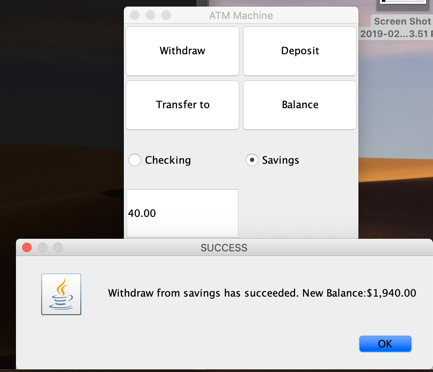 ATM Machine
Screen Shot
2019-02...3.51 P
Withdraw
Deposit
Transfer to
Balance
Checking
Savings
40.00
SUCCESS
Withdraw from savings has succeeded. New Balance:$1,940.00
OK